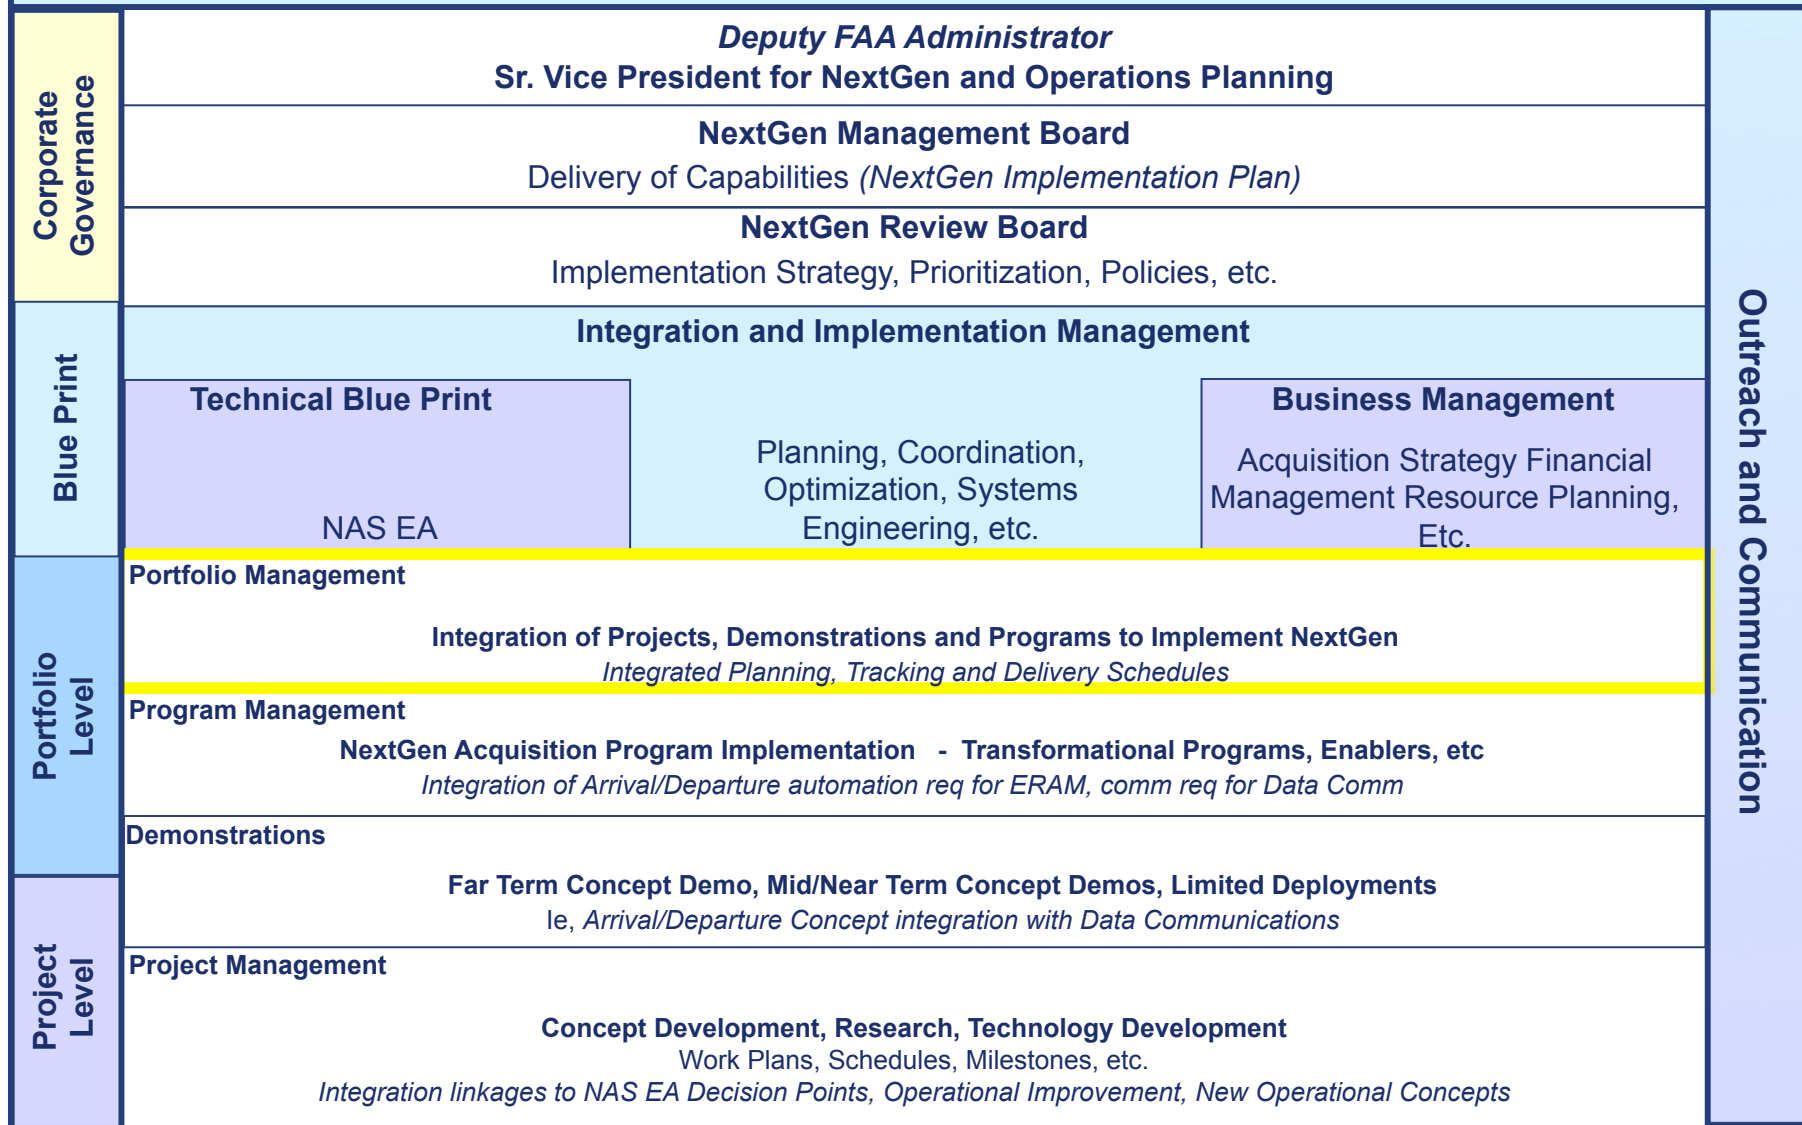 Deputy FAA Administrator
Sr. Vice President for NextGen and Operations Planning
NextGen Management Board
Delivery of Capabilities (NextGen Implementation Plan)
NextGen Review Board
Implementation Strategy, Prioritization, Policies, etc.
Corporate
Governance
Integration and Implementation Management
Technical Blue Print
NAS EA
Planning, Coordination,
Optimization, Systems
Engineering, etc.
Business Management
Acquisition Strategy Financial
Management Resource Planning,
Etc.
Blue Print
Portfolio Management
Integration of Projects, Demonstrations and Programs to Implement NextGen
Integrated Planning, Tracking and Delivery Schedules
Program Management
NextGen Acquisition Program Implementation - Transformational Programs, Enablers, etc
Integration of Arrival/Departure automation req for ERAM, comm req for Data Comm
Portfolio
Level
Demonstrations
Far Term Concept Demo, Mid/Near Term Concept Demos, Limited Deployments
Ie, Arrival/Departure Concept integration with Data Communications
Project Management
Concept Development, Research, Technology Development
Work Plans, Schedules, Milestones, etc.
Integration linkages to NAS EA Decision Points, Operational Improvement, New Operational Concepts
Project
Level
Outreach and Communication